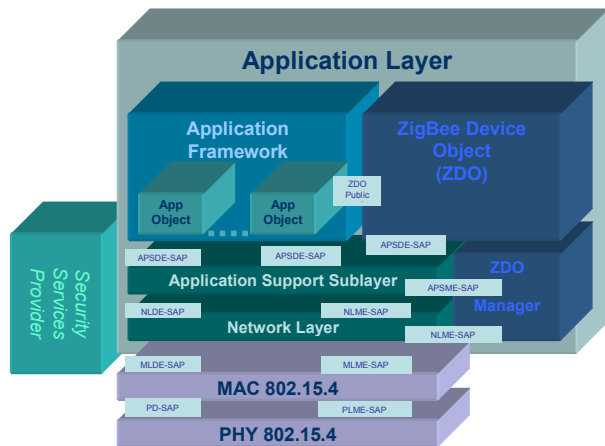 Application Layer
Application
Framework
ZigBee Device
Object
(ZDO)
ZDO
Public
App
Object
App
Object
Security
Services
Provider
APSDE-SAP
APSDE-SAP
APSDE-SAP
Application Support Sublayer
ZDO
Manager
APSME-SAP
NLDE-SAP
NLME-SAP
Network Layer
NLME-SAP
MLDE-SAP
MLME-SAP
MAC 802.15.4
PD-SAP
PLME-SAP
PHY 802.15.4